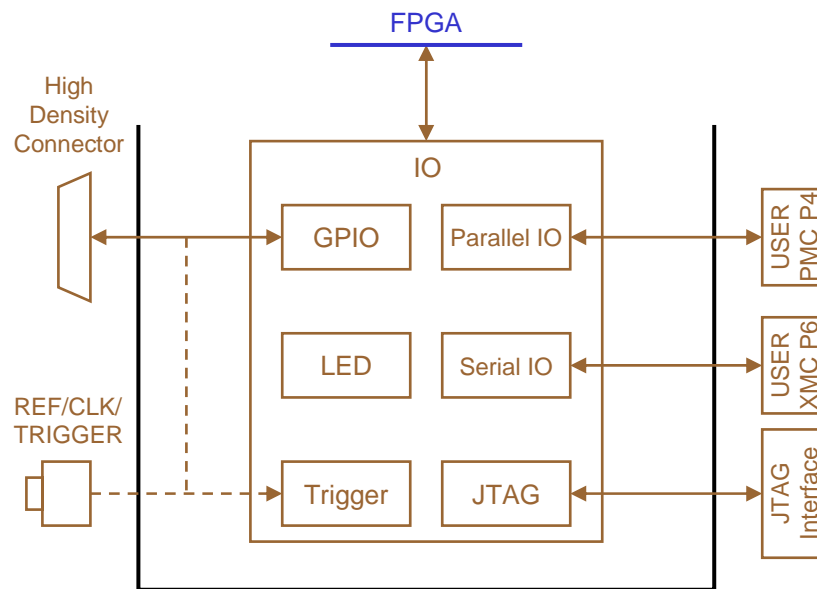 FPGA
High
Density
Connector
IO
GPIO
Parallel IO
USER
PMC P4
LED
Serial IO
USER
XMC P6
REF/CLK/
TRIGGER
Trigger
JTAG
JTAG
Interface